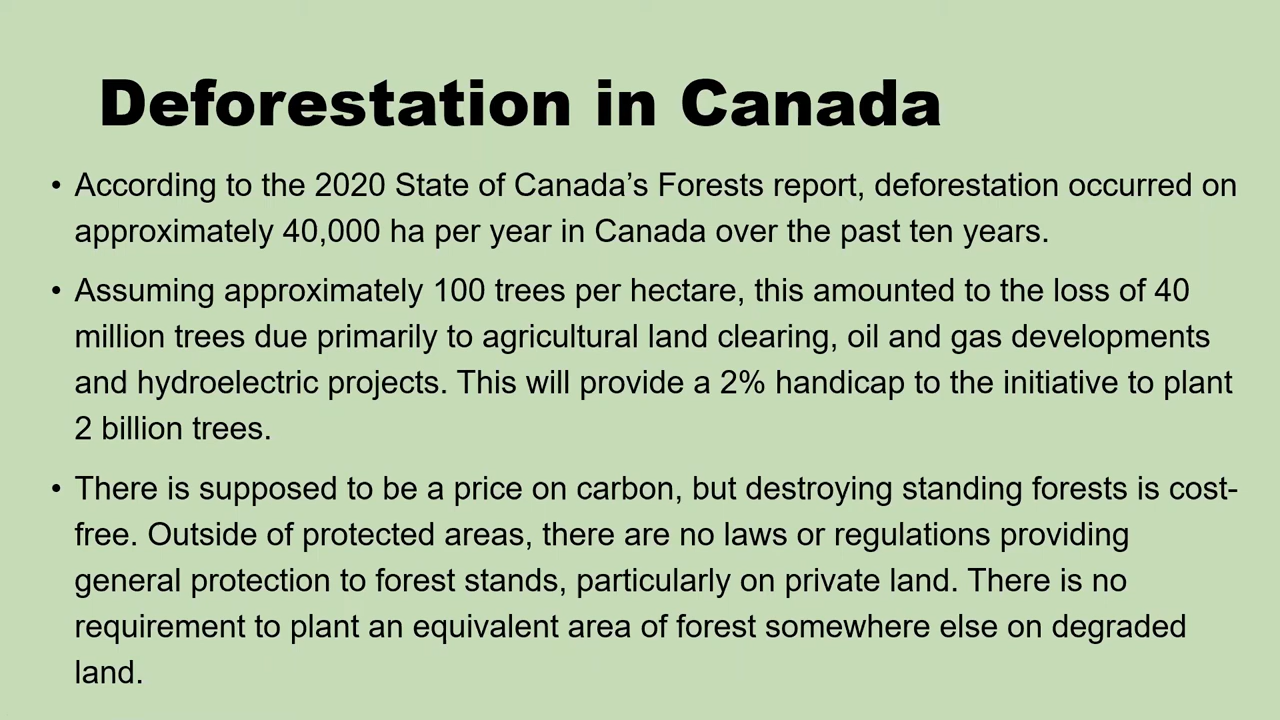 Deforestation in Canada
• According to the 2020 State of Canada’s Forests report, deforestation occurred on
approximately 40,000 ha per year in Canada over the past ten years.
• Assuming approximately 100 trees per hectare, this amounted to the loss of 40
million trees due primarily to agricultural land clearing, oil and gas developments
and hydroelectric projects. This will provide a 2% handicap to the initiative to plant
2 billion trees.
• There is supposed to be a price on carbon, but destroying standing forests is cost-
free. Outside of protected areas, there are no laws or regulations providing
general protection to forest stands, particularly on private land. There is no
requirement to plant an equivalent area of forest somewhere else on degraded
land.